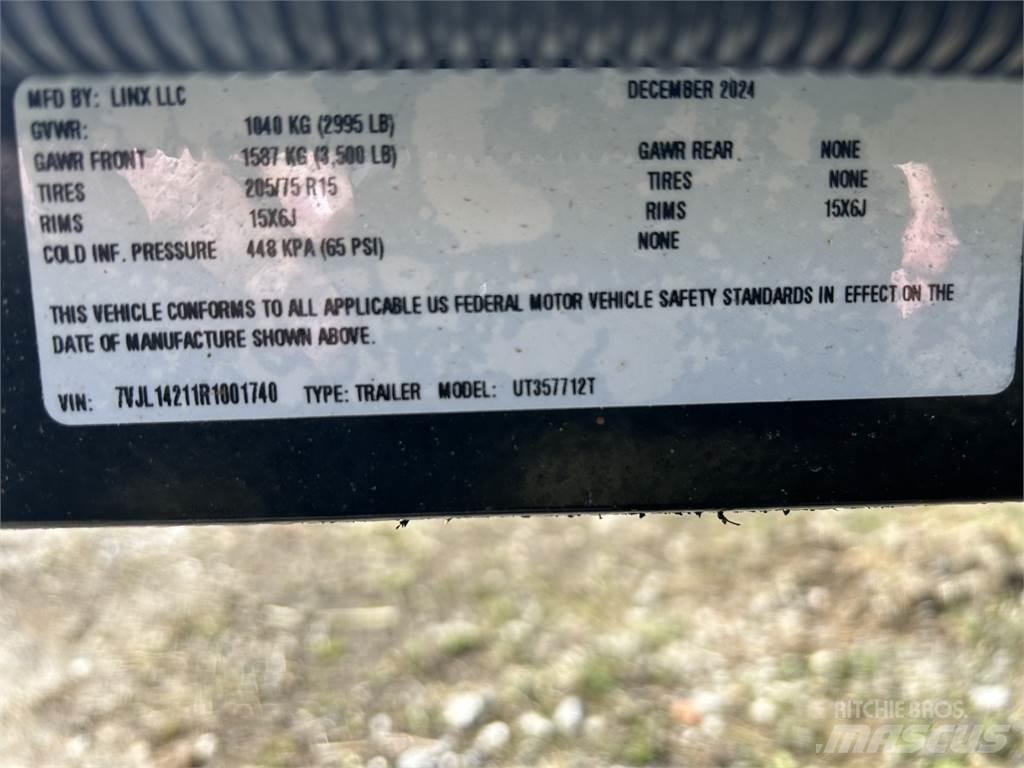 MFD BY: LINX LLC DECEMBER 2024
GVWR: 1040 KG (2995 LB)
GAWR FRONT 1587 KG (3,500 LB) GAWR REAR NONE
TIRES 205/75 R15 TIRES NONE
RIMS 15X6J RIMS 15X6J
COLD INF. PRESSURE 448 KPA (65 PSI) NONE
THIS VEHICLE CONFORMS TO ALL APPLICABLE US FEDERAL MOTOR VEHICLE SAFETY STANDARDS IN EFFECT ON THE
DATE OF MANUFACTURE SHOWN ABOVE.
VIN: 7VJL14211R1001740 TYPE: TRAILER MODEL: UT357712T
RITCHIE BROS.
MASCUS